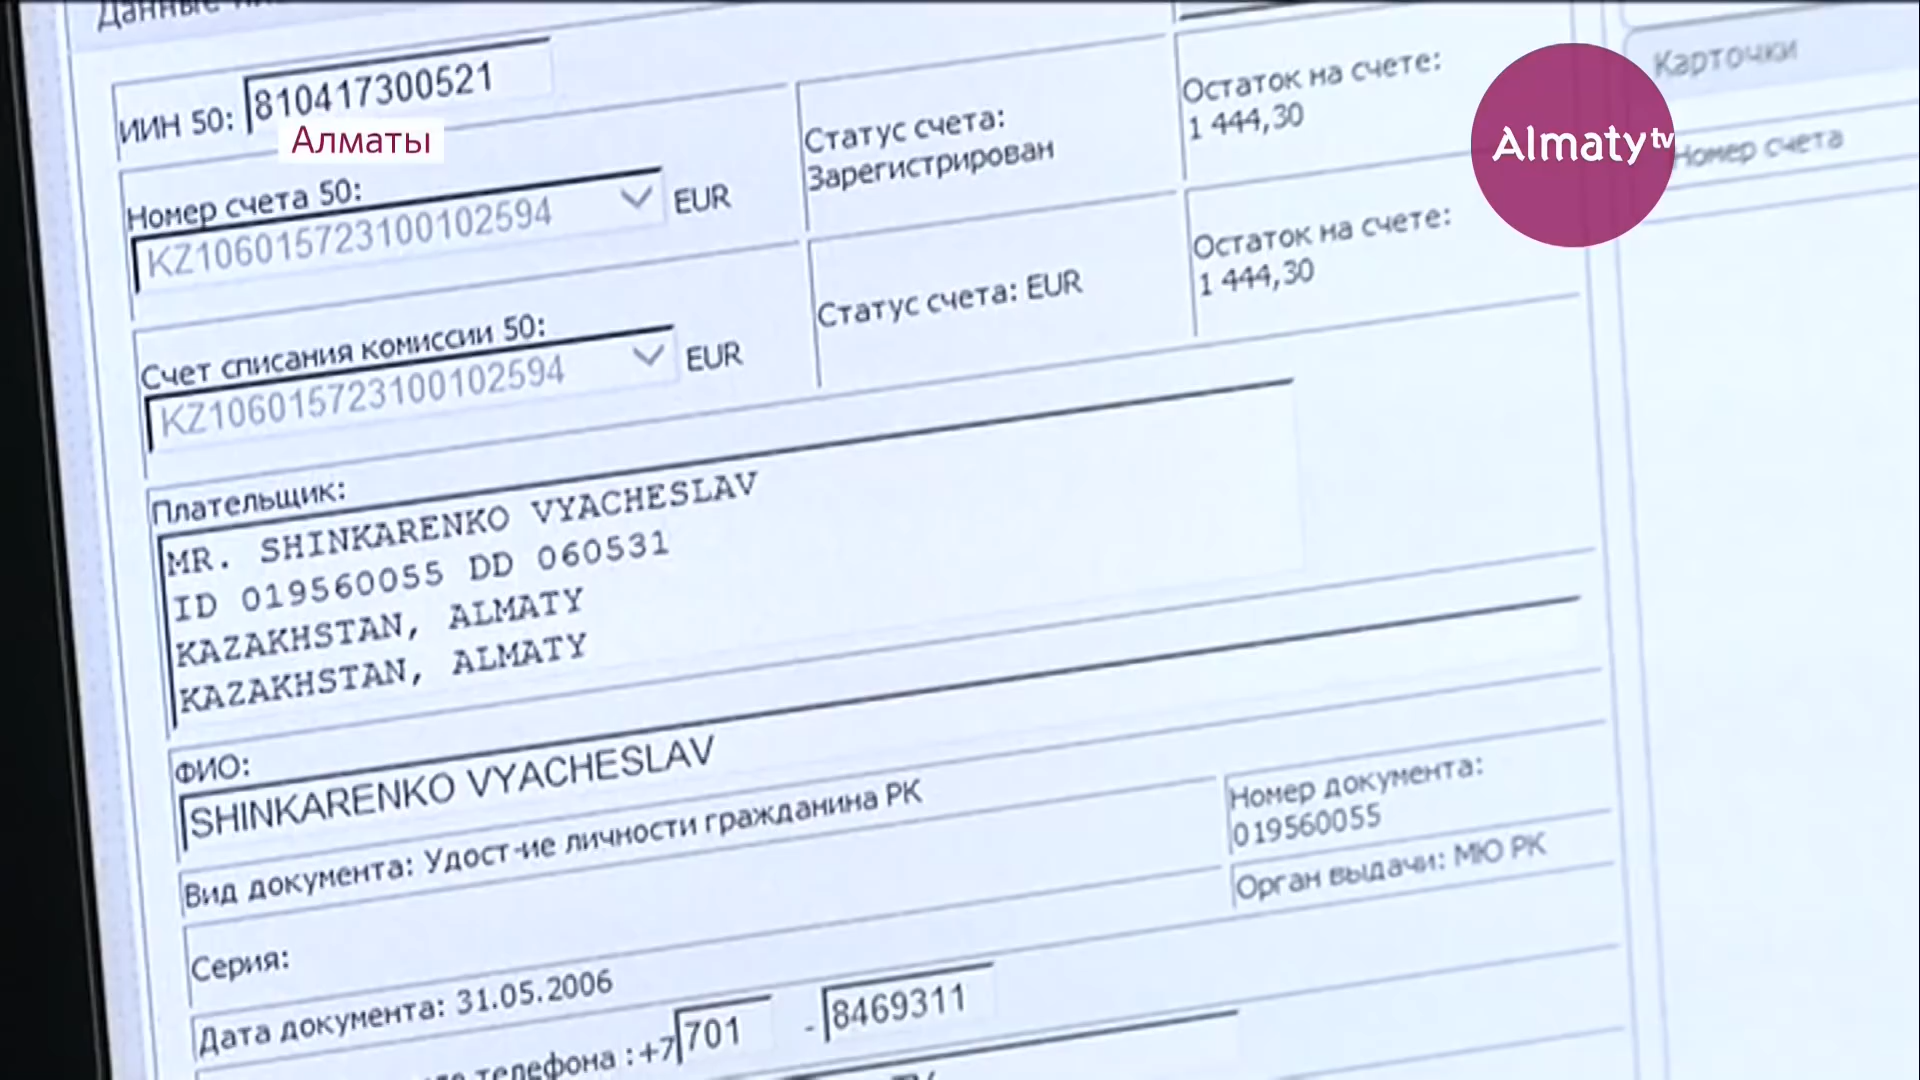 Данные
ИИН 50: 810417300521
Алматы
Номер счета 50:
KZ106015723100102594 EUR
Статус счета:
Зарегистрирован
Остаток на счете:
1 444,30
Счет списания комиссии 50:
KZ106015723100102594 EUR
Статус счета: EUR
Остаток на счете:
1 444,30
Плательщик:
MR. SHINKARENKO VYACHESLAV
ID 019560055 DD 060531
KAZAKHSTAN, ALMATY
KAZAKHSTAN, ALMATY
ФИО:
SHINKARENKO VYACHESLAV
Вид документа: Удост-ие личности гражданина РК
Номер документа:
019560055
Орган выдачи: МЮ РК
Серия:
Дата документа: 31.05.2006
телефона : +7 701 - 8469311
Карточки
Номер счета
Almaty tv